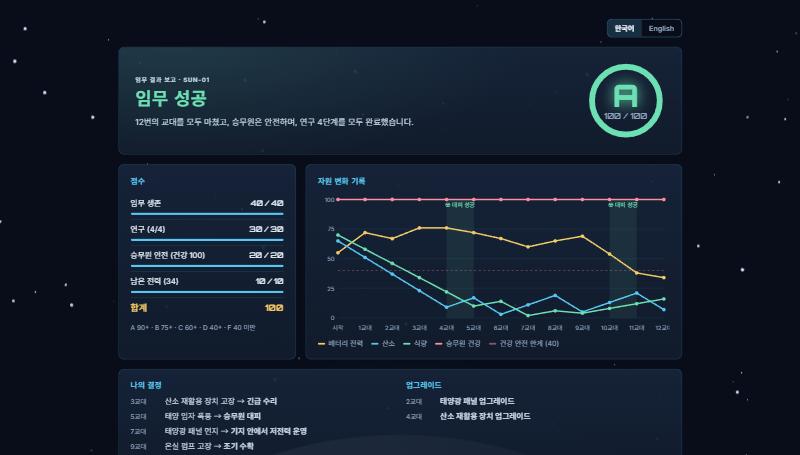 한국어 English
임무 결과 보고 · SUN-01
임무 성공
12번의 교대를 모두 마쳤고, 승무원은 안전하며, 연구 4단계를 모두 완료했습니다.
A
100 / 100
점수
임무 생존 40/40
연구 (4/4) 30/30
승무원 안전 (건강 100) 20/20
남은 전력 (34) 10/10
합계 100
A 90+ · B 75+ · C 60+ · D 40+ · F 40 미만
자원 변화 기록
100
75
50
25
0
대피 성공
대피 성공
시작 1교대 2교대 3교대 4교대 5교대 6교대 7교대 8교대 9교대 10교대 11교대 12교대
배터리 전력 산소 식량 승무원 건강 건강 안전 한계 (40)
나의 결정
3교대 산소 재활용 장치 고장 → 긴급 수리
5교대 태양 입자 폭풍 → 승무원 대피
7교대 태양광 패널 먼지 → 기지 안에서 저전력 운영
9교대 온실 펌프 고장 → 조기 수확
업그레이드
2교대 태양광 패널 업그레이드
4교대 산소 재활용 장치 업그레이드